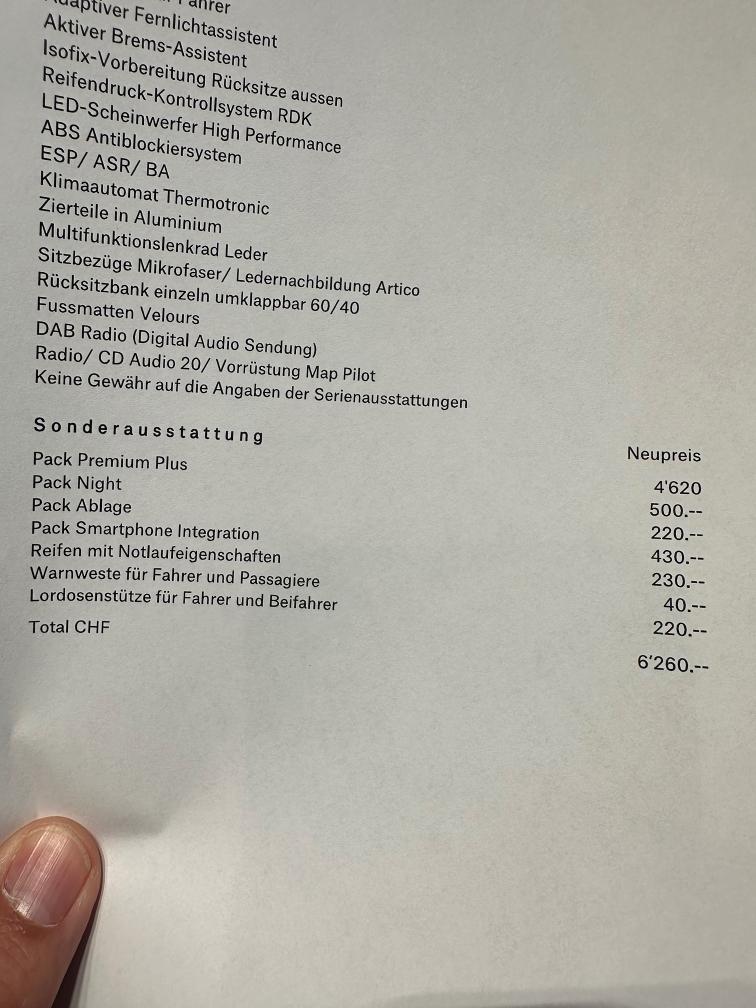 Fahrer
Adaptiver Fernlichtassistent
Aktiver Brems-Assistent
Isofix-Vorbereitung Rücksitze aussen
Reifendruck-Kontrollsystem RDK
LED-Scheinwerfer High Performance
ABS Antiblockiersystem
ESP/ ASR/ BA
Klimaautomat Thermotronic
Zierteile in Aluminium
Multifunktionslenkrad Leder
Sitzbezüge Mikrofaser/ Ledernachbildung Artico
Rücksitzbank einzeln umklappbar 60/40
Fussmatten Velours
DAB Radio (Digital Audio Sendung)
Radio/ CD Audio 20/ Vorrüstung Map Pilot
Keine Gewähr auf die Angaben der Serienausstattungen
Sonderausstattung Neupreis
Pack Premium Plus 4'620
Pack Night 500.--
Pack Ablage 220.--
Pack Smartphone Integration 430.--
Reifen mit Notlaufeigenschaften 230.--
Warnweste für Fahrer und Passagiere 40.--
Lordosenstütze für Fahrer und Beifahrer 220.--
Total CHF 6'260.--